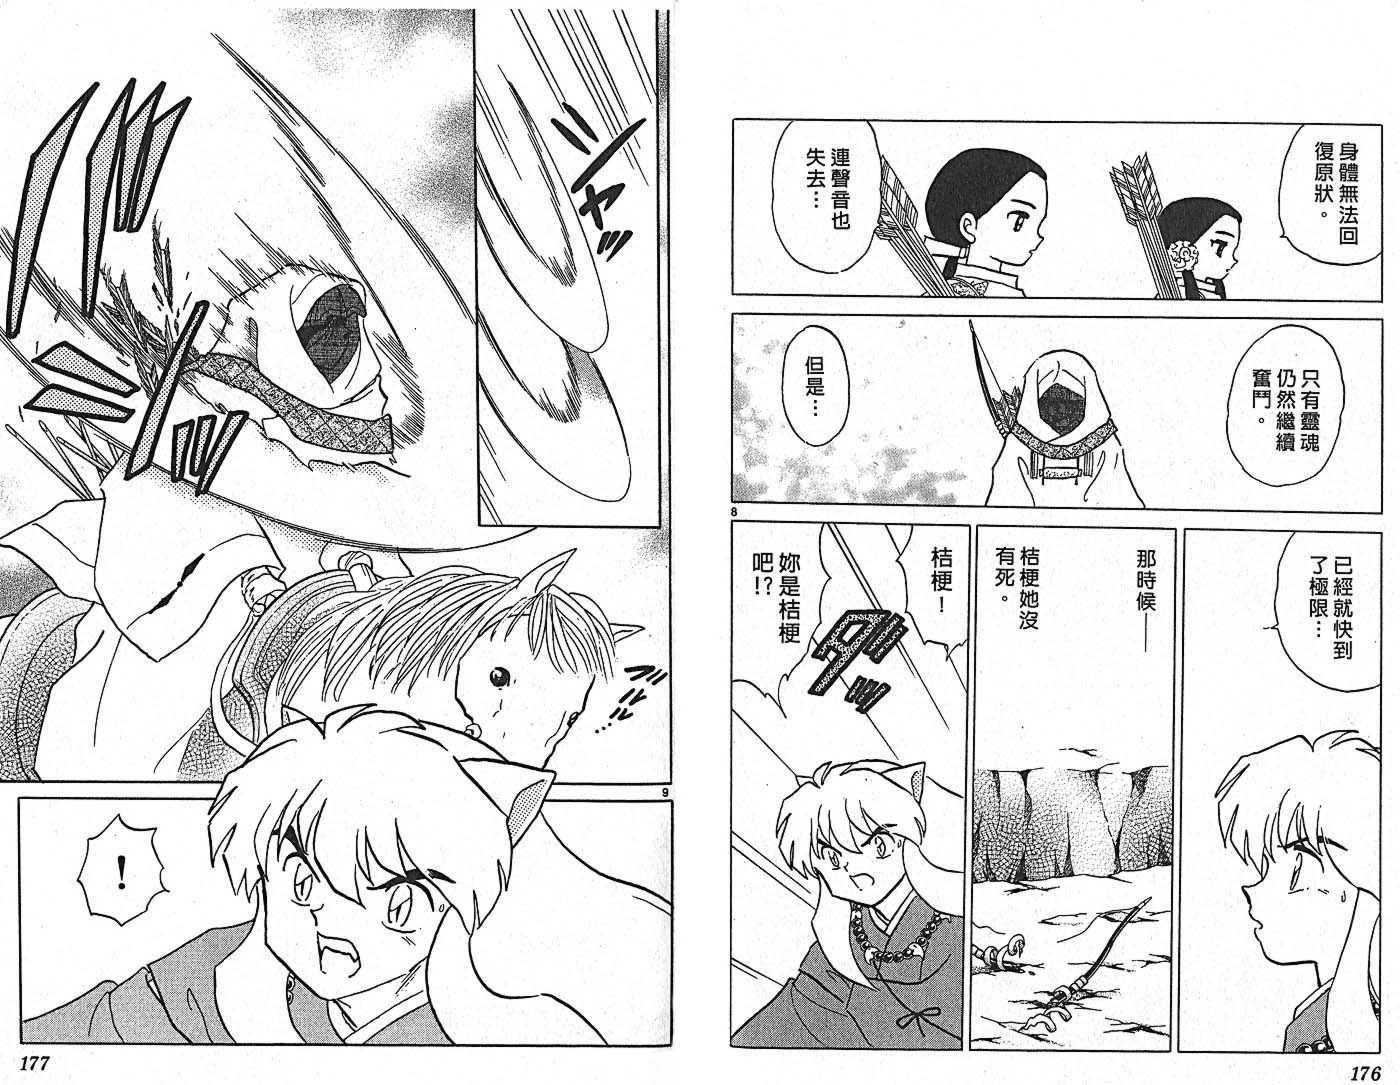 身體無法回
復原狀。
連聲音也
失去…
只有靈魂
仍然繼續
奮鬥。
但是…
8
已經就快到
了極限…
那時候——
桔梗她沒
有死。
桔梗！
妳是桔梗
吧!?
176
ヒャ
9
！
177